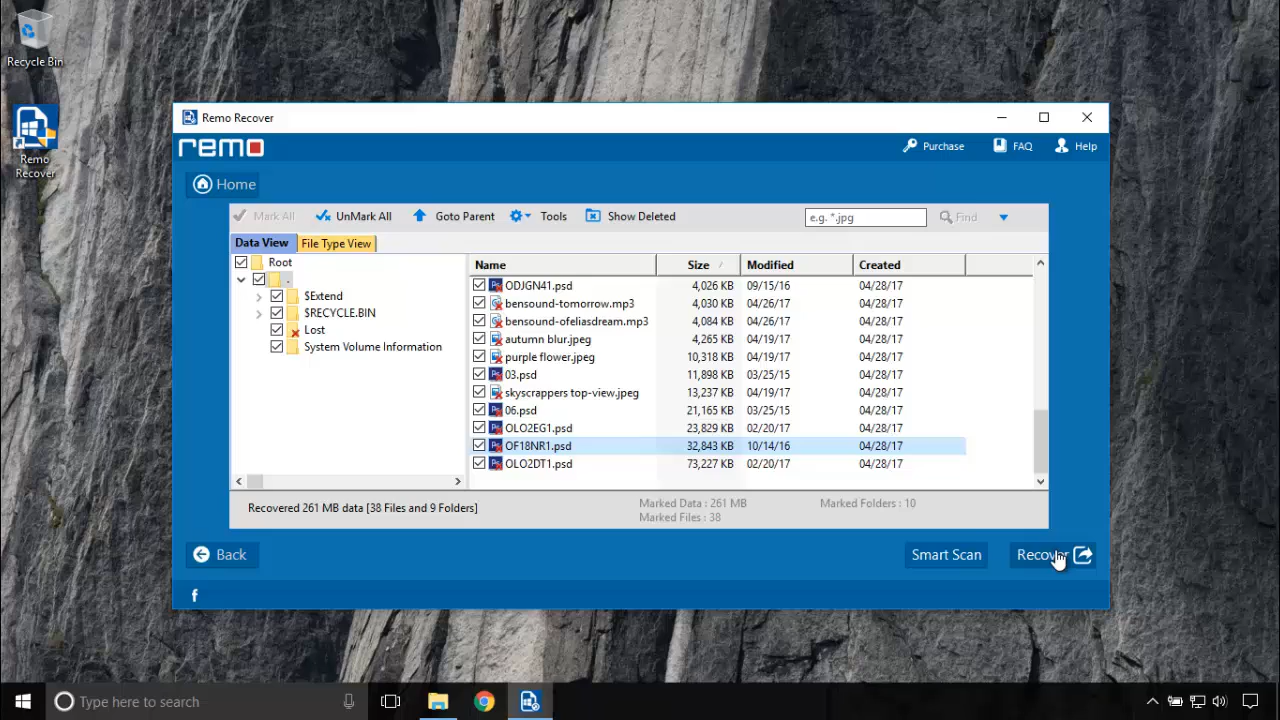 Recycle Bin
Remo
Recover
Remo Recover
remo
Purchase
FAQ
Help
Home
Mark All
UnMark All
Goto Parent
Tools
Show Deleted
e.g. *.jpg
Find
Data View
File Type View
Root
.
$Extend
$RECYCLE.BIN
Lost
System Volume Information
Name Size Modified Created
ODJGN41.psd 4,026 KB 09/15/16 04/28/17
bensound-tomorrow.mp3 4,030 KB 04/26/17 04/28/17
bensound-ofeliasdream.mp3 4,084 KB 04/26/17 04/28/17
autumn blur.jpeg 4,265 KB 04/19/17 04/28/17
purple flower.jpeg 10,318 KB 04/19/17 04/28/17
03.psd 11,898 KB 03/25/15 04/28/17
skyscrappers top-view.jpeg 13,237 KB 04/19/17 04/28/17
06.psd 21,165 KB 03/25/15 04/28/17
OLO2EG1.psd 23,829 KB 02/20/17 04/28/17
OF18NR1.psd 32,843 KB 10/14/16 04/28/17
OLO2DT1.psd 73,227 KB 02/20/17 04/28/17
Recovered 261 MB data [38 Files and 9 Folders]
Marked Data : 261 MB
Marked Folders : 10
Marked Files : 38
Back
Smart Scan
Recover
f
Type here to search